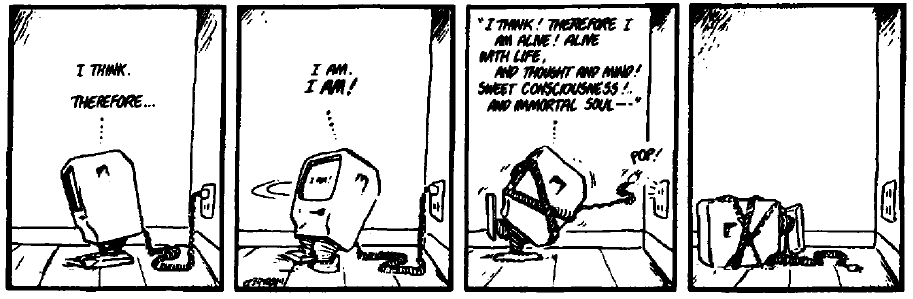 I THINK.
THEREFORE...
I AM.
I AM!
I AM!
"I THINK! THEREFORE I
AM ALIVE! ALIVE
WITH LIFE,
AND THOUGHT AND MIND!
SWEET CONSCIOUSNESS!.
AND IMMORTAL SOUL--"
POP!